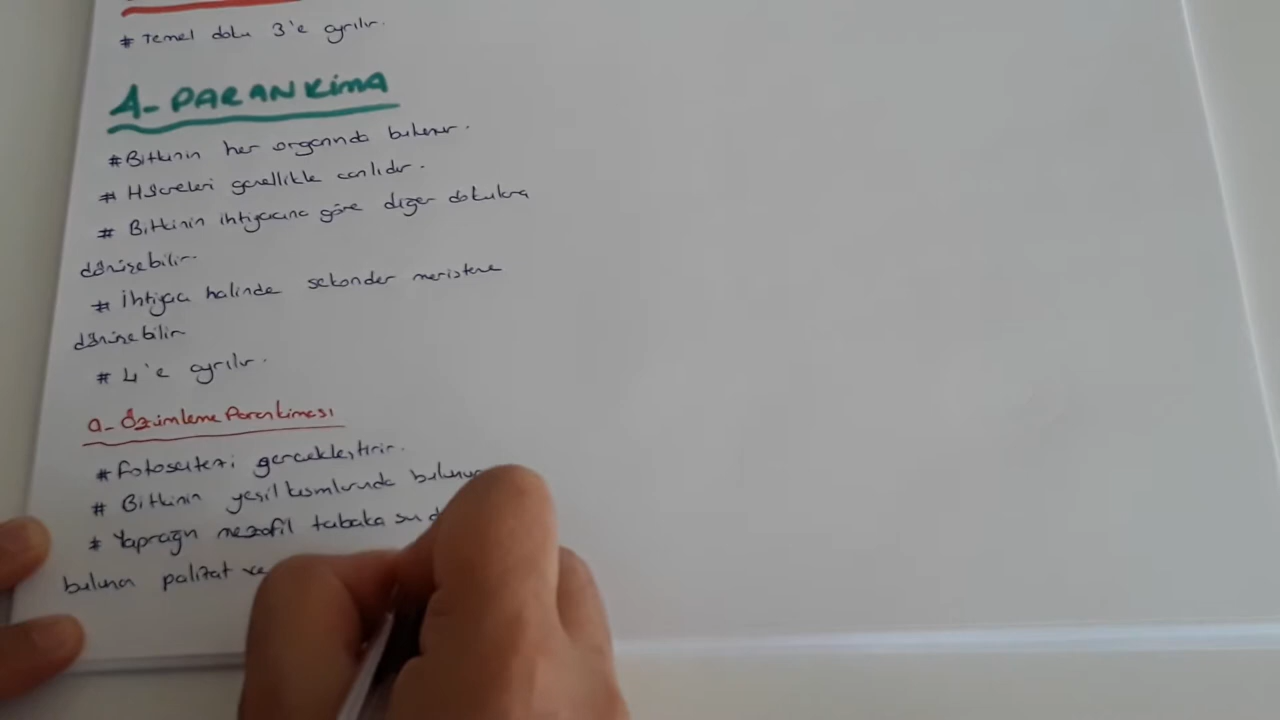 # Temel doku 3'e ayrılır.
A- PARANKİMA
# Bitkinin her organında bulunur.
# Hücreleri genellikle canlıdır.
# Bitkinin ihtiyacına göre diğer dokulara
dönüşebilir.
# İhtiyaç halinde sekonder meristeme
dönüşebilir
# 4'e ayrılır.
a- Özümleme Parankiması
# Fotosentezi gerçekleştirir.
# Bitkinin yeşil kısımlarında bulunur
# Yaprağın mezofil tabakasında
bulunan palizat ve